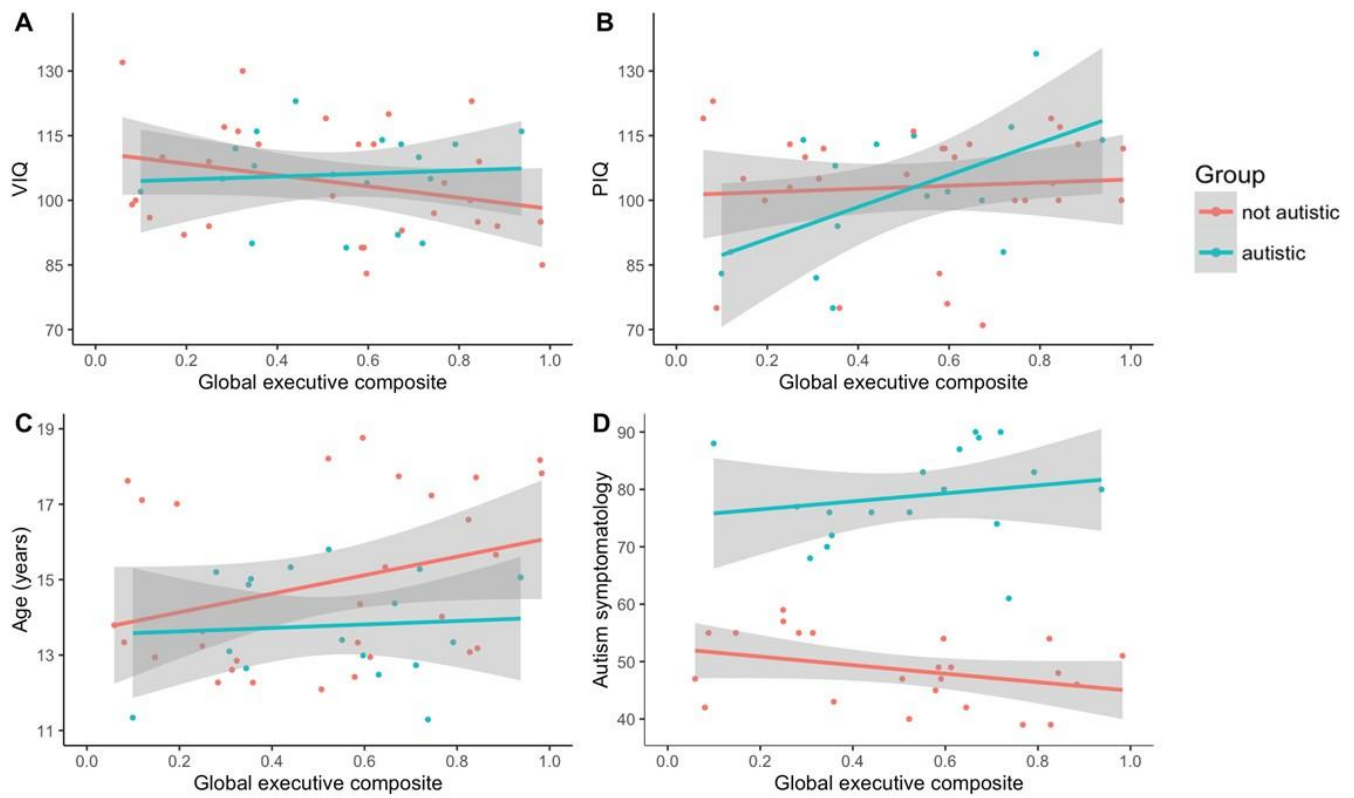 A
VIQ
130
115
100
85
70
0.0 0.2 0.4 0.6 0.8 1.0
Global executive composite
B
PIQ
130
115
100
85
70
0.0 0.2 0.4 0.6 0.8 1.0
Global executive composite
Group
not autistic
autistic
C
Age (years)
19
17
15
13
11
0.0 0.2 0.4 0.6 0.8 1.0
Global executive composite
D
Autism symptomatology
90
80
70
60
50
40
0.0 0.2 0.4 0.6 0.8 1.0
Global executive composite